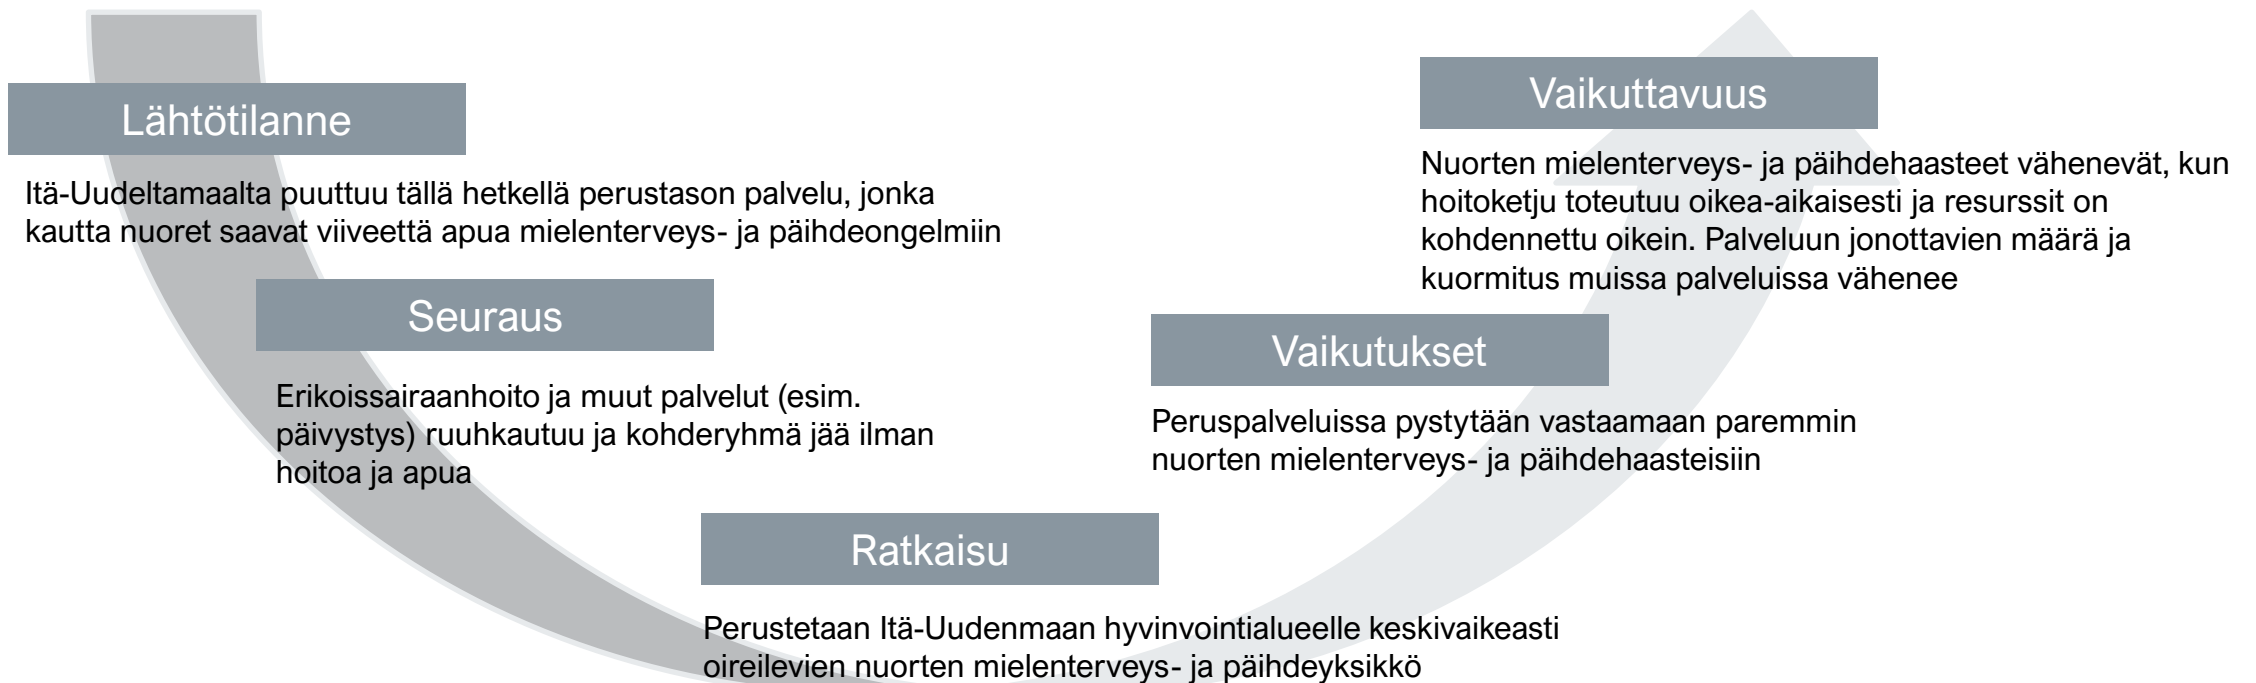 Lähtötilanne
Itä-Uudeltamaalta puuttuu tällä hetkellä perustason palvelu, jonka
kautta nuoret saavat viiveettä apua mielenterveys- ja päihdeongelmiin
Seuraus
Erikoissairaanhoito ja muut palvelut (esim.
päivystys) ruuhkautuu ja kohderyhmä jää ilman
hoitoa ja apua
Ratkaisu
Perustetaan Itä-Uudenmaan hyvinvointialueelle keskivaikeasti
oireilevien nuorten mielenterveys- ja päihdeyksikkö
Vaikutukset
Peruspalveluissa pystytään vastaamaan paremmin
nuorten mielenterveys- ja päihdehaasteisiin
Vaikuttavuus
Nuorten mielenterveys- ja päihdehaasteet vähenevät, kun
hoitoketju toteutuu oikea-aikaisesti ja resurssit on
kohdennettu oikein. Palveluun jonottavien määrä ja
kuormitus muissa palveluissa vähenee